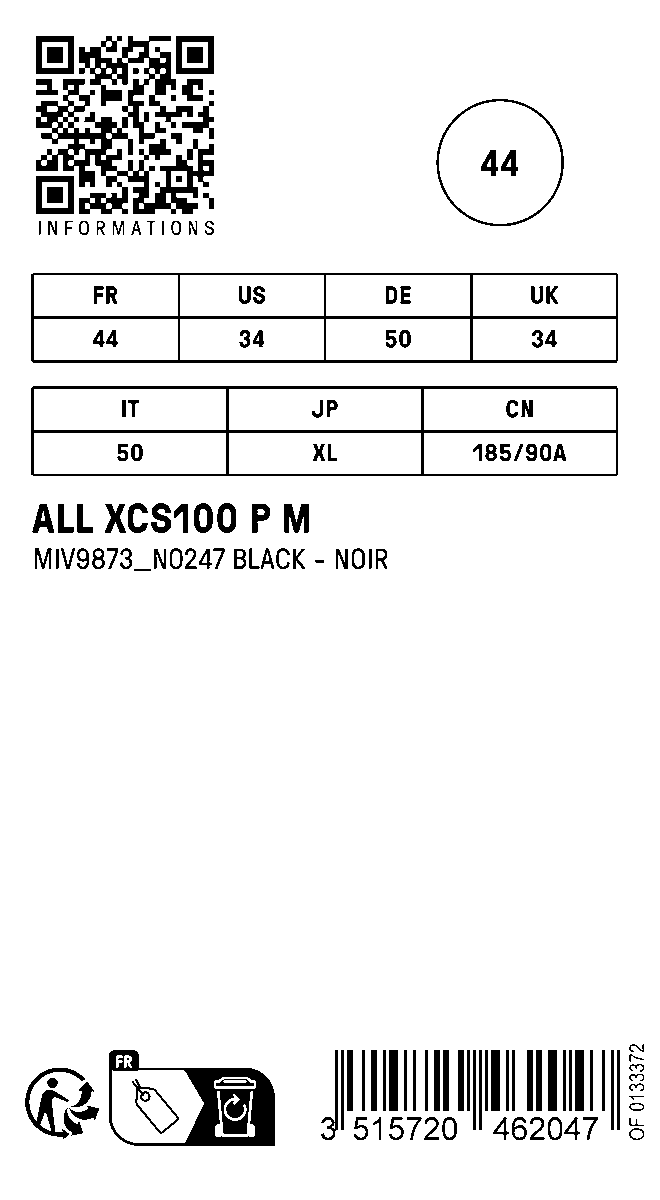 INFORMATIONS
44
FR US DE UK
44 34 50 34
IT JP CN
50 XL 185/90A
ALL XCS100 P M
MIV9873_N0247 BLACK - NOIR
FR
3 515720 462047
OF 0133372